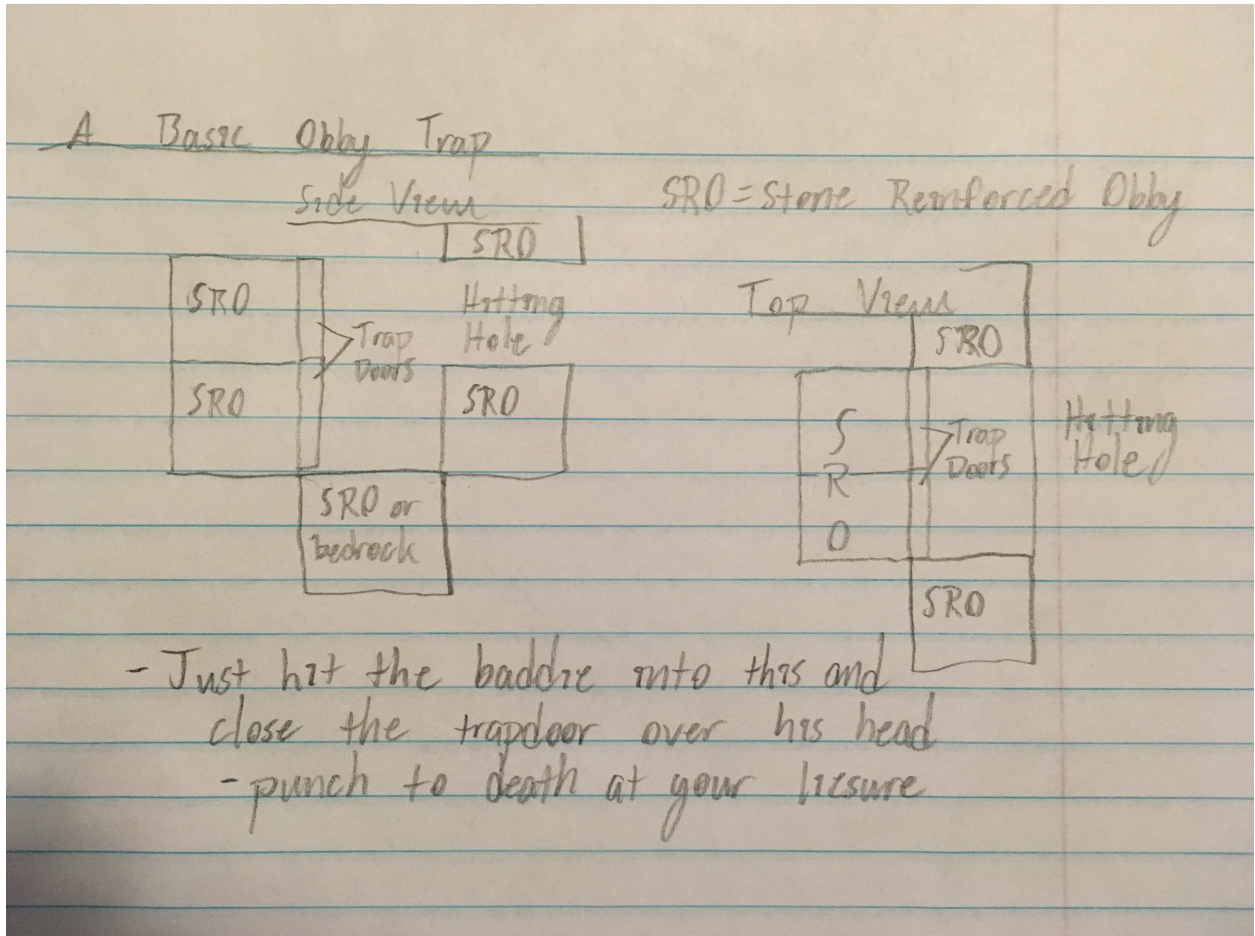 A Basic Obby Trap
Side View
SRO = Stone Reinforced Obby
SRO
SRO
Hitting
Hole
Trap
Doors
SRO
SRO
SRO or
bedrock
Top View
SRO
S
R
O
Trap
Doors
Hitting
Hole
SRO
- Just hit the baddie into this and
close the trapdoor over his head
- punch to death at your liesure